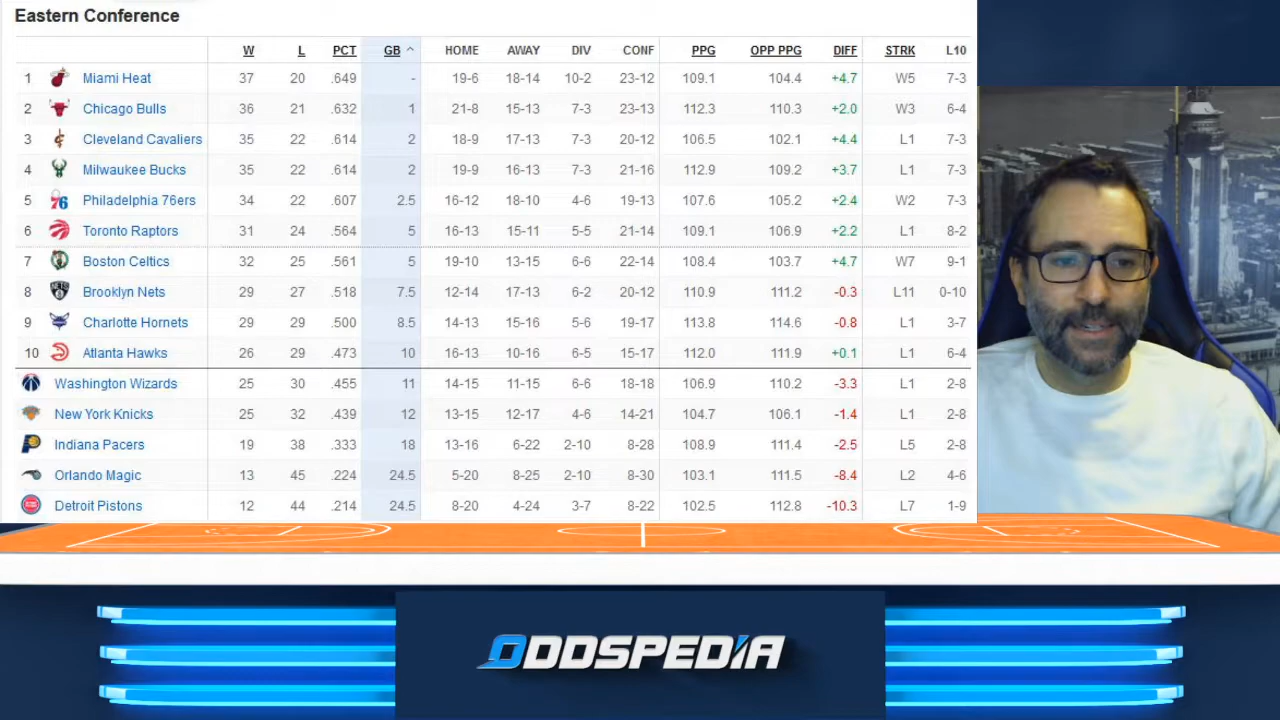 Eastern Conference
W L PCT GB HOME AWAY DIV CONF PPG OPP PPG DIFF STRK L10
1 Miami Heat 37 20 .649 - 19-6 18-14 10-2 23-12 109.1 104.4 +4.7 W5 7-3
2 Chicago Bulls 36 21 .632 1 21-8 15-13 7-3 23-13 112.3 110.3 +2.0 W3 6-4
3 Cleveland Cavaliers 35 22 .614 2 18-9 17-13 7-3 20-12 106.5 102.1 +4.4 L1 7-3
4 Milwaukee Bucks 35 22 .614 2 19-9 16-13 7-3 21-16 112.9 109.2 +3.7 L1 7-3
5 76 Philadelphia 76ers 34 22 .607 2.5 16-12 18-10 4-6 19-13 107.6 105.2 +2.4 W2 7-3
6 Toronto Raptors 31 24 .564 5 16-13 15-11 5-5 21-14 109.1 106.9 +2.2 L1 8-2
7 Boston Celtics 32 25 .561 5 19-10 13-15 6-6 22-14 108.4 103.7 +4.7 W7 9-1
8 NETS Brooklyn Nets 29 27 .518 7.5 12-14 17-13 6-2 20-12 110.9 111.2 -0.3 L11 0-10
9 Charlotte Hornets 29 29 .500 8.5 14-13 15-16 5-6 19-17 113.8 114.6 -0.8 L1 3-7
10 Atlanta Hawks 26 29 .473 10 16-13 10-16 6-5 15-17 112.0 111.9 +0.1 L1 6-4
Washington Wizards 25 30 .455 11 14-15 11-15 6-6 18-18 106.9 110.2 -3.3 L1 2-8
New York Knicks 25 32 .439 12 13-15 12-17 4-6 14-21 104.7 106.1 -1.4 L1 2-8
Indiana Pacers 19 38 .333 18 13-16 6-22 2-10 8-28 108.9 111.4 -2.5 L5 2-8
Orlando Magic 13 45 .224 24.5 5-20 8-25 2-10 8-30 103.1 111.5 -8.4 L2 4-6
Detroit Pistons 12 44 .214 24.5 8-20 4-24 3-7 8-22 102.5 112.8 -10.3 L7 1-9
ODDSPEDIA